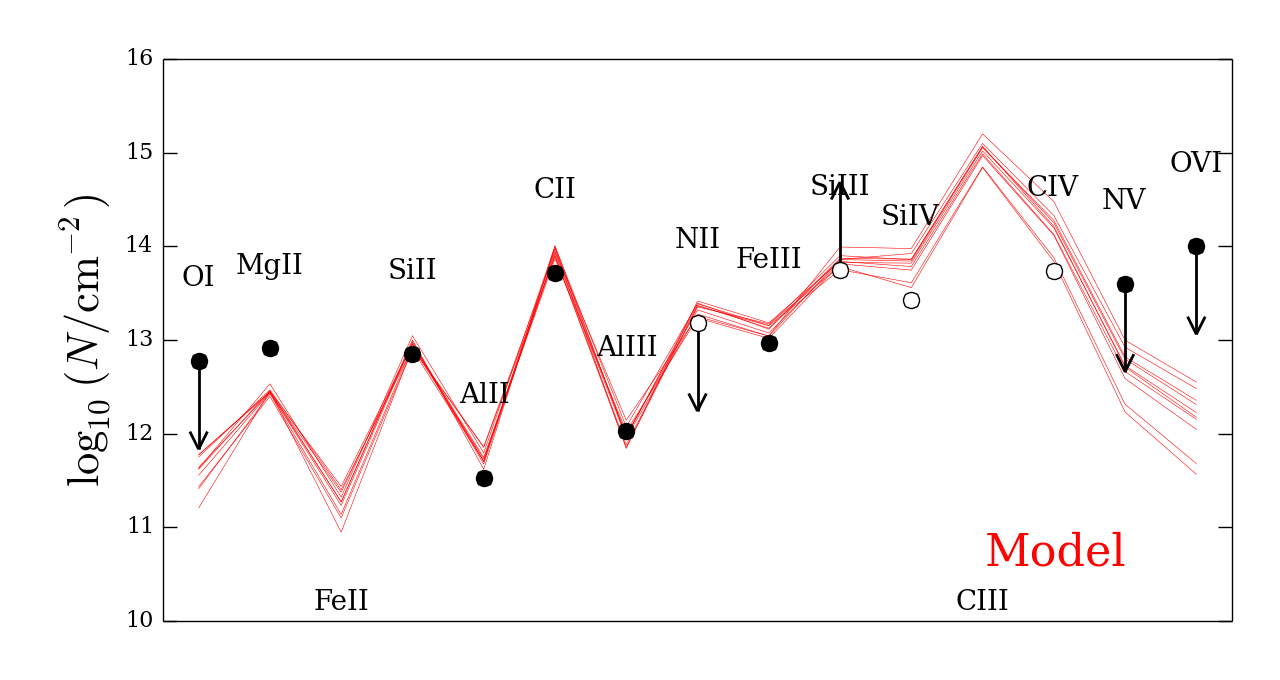 16
15
14
13
12
11
10
log₁₀ (N/cm⁻²)
OI
MgII
FeII
SiII
AlII
CII
AlIII
NII
FeIII
SiIII
SiIV
CIII
CIV
NV
OVI
Model